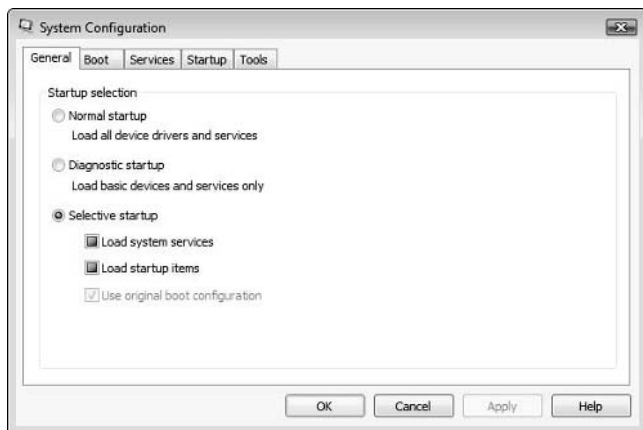 System Configuration
General Boot Services Startup Tools
Startup selection
Normal startup
Load all device drivers and services
Diagnostic startup
Load basic devices and services only
Selective startup
Load system services
Load startup items
Use original boot configuration
OK Cancel Apply Help